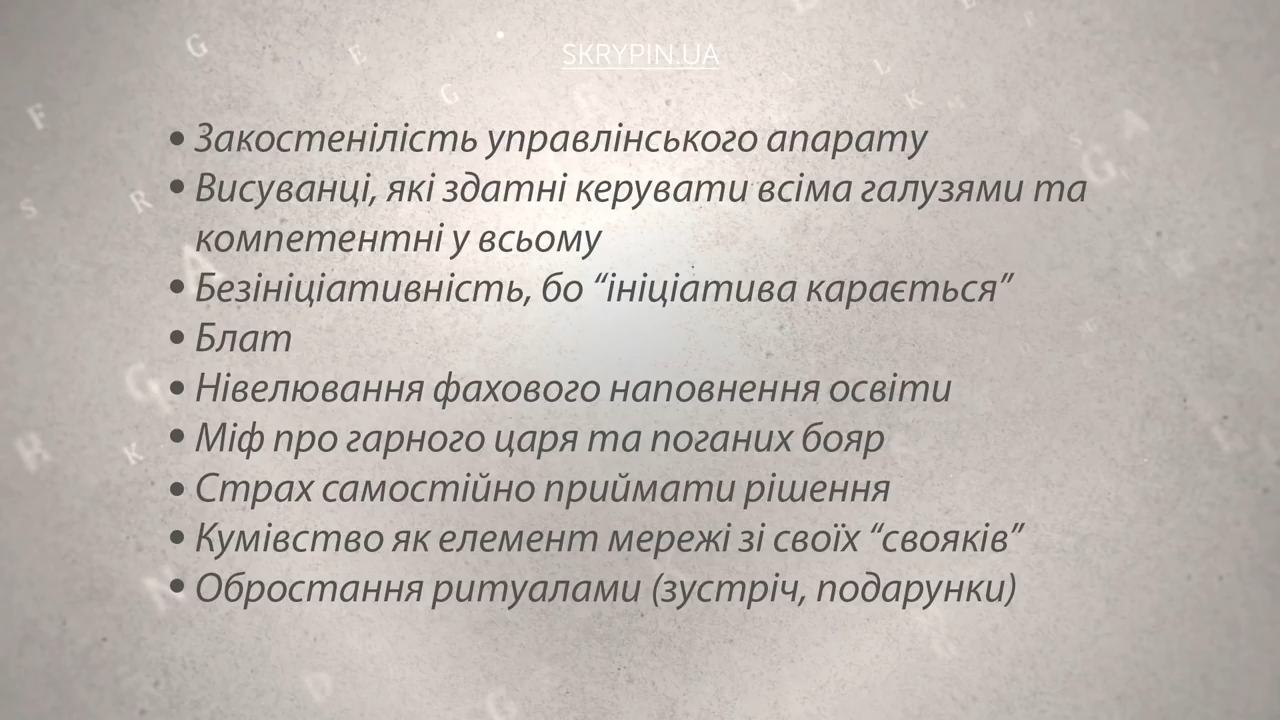 SKRYPIN.UA
• Закостенілість управлінського апарату
• Висуванці, які здатні керувати всіма галузями та
компетентні у всьому
• Безініціативність, бо “ініціатива карається”
• Блат
• Нівелювання фахового наповнення освіти
• Міф про гарного царя та поганих бояр
• Страх самостійно приймати рішення
• Кумівство як елемент мережі зі своїх “свояків”
• Обростання ритуалами (зустріч, подарунки)